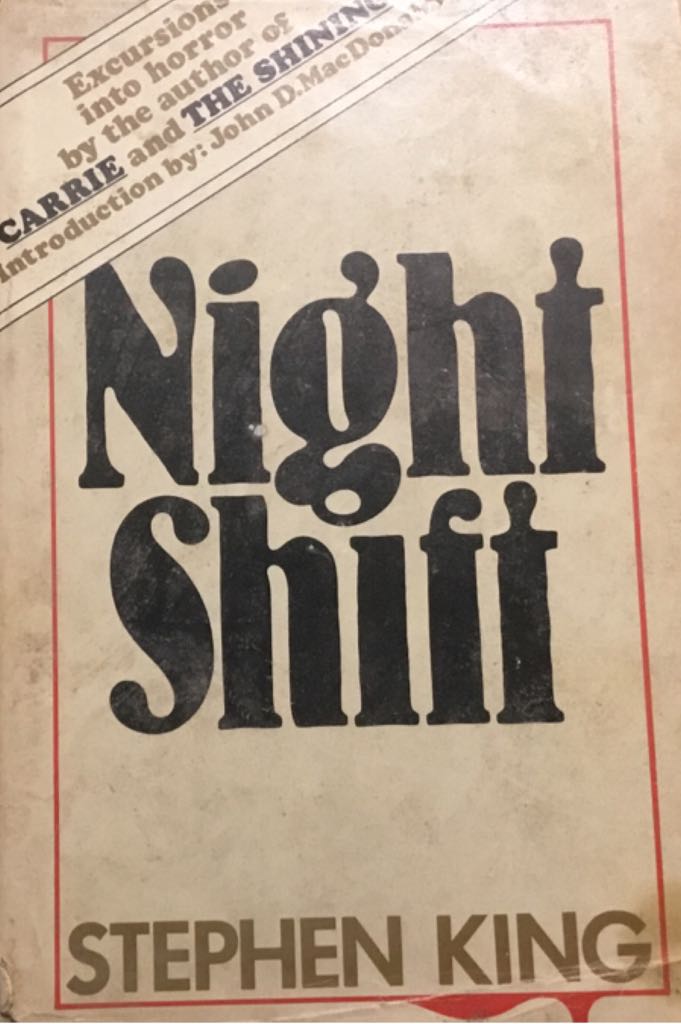 Excursions
into horror
by the author of
CARRIE and THE SHINING
Introduction by: John D. MacDonald
Night
Shift
STEPHEN KING